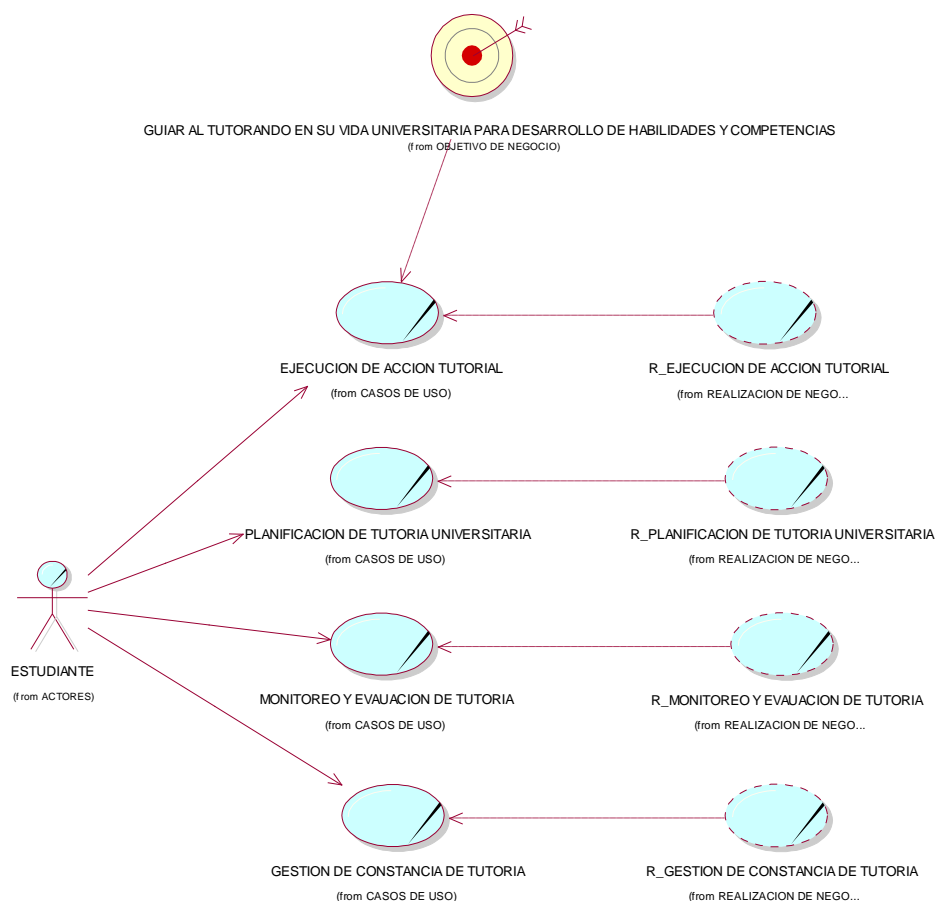 GUIAR AL TUTORANDO EN SU VIDA UNIVERSITARIA PARA DESARROLLO DE HABILIDADES Y COMPETENCIAS
(from OBJETIVO DE NEGOCIO)
EJECUCION DE ACCION TUTORIAL
(from CASOS DE USO)
R_EJECUCION DE ACCION TUTORIAL
(from REALIZACION DE NEGO...
PLANIFICACION DE TUTORIA UNIVERSITARIA
(from CASOS DE USO)
R_PLANIFICACION DE TUTORIA UNIVERSITARIA
(from REALIZACION DE NEGO...
ESTUDIANTE
(from ACTORES)
MONITOREO Y EVAUACION DE TUTORIA
(from CASOS DE USO)
R_MONITOREO Y EVAUACION DE TUTORIA
(from REALIZACION DE NEGO...
GESTION DE CONSTANCIA DE TUTORIA
(from CASOS DE USO)
R_GESTION DE CONSTANCIA DE TUTORIA
(from REALIZACION DE NEGO...